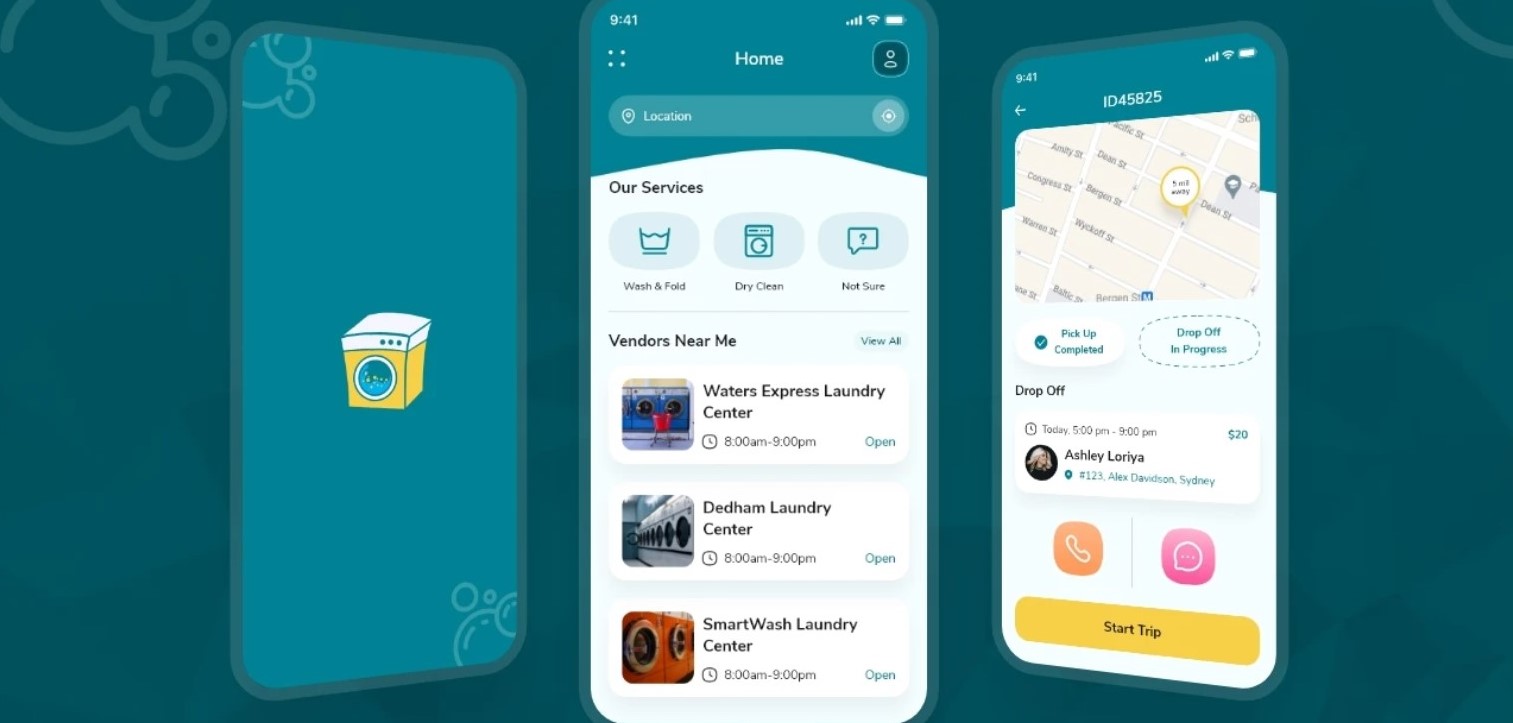 9:41
Home
Location
Our Services
Wash & Fold
Dry Clean
Not Sure
Vendors Near Me
View All
Waters Express Laundry
Center
8:00am-9:00pm
Open
Dedham Laundry
Center
8:00am-9:00pm
Open
SmartWash Laundry
Center
8:00am-9:00pm
Open
9:41
ID45825
Pacific St
Sch
Amity St
Dean St
Congress St
Bergen St
5 mil
away
Pa
Dean St
Warren St
Wyckoff St
ane St
Baltic St
Bergen St
M
Pick Up
Completed
Drop Off
In Progress
Drop Off
Today, 5:00 pm - 9:00 pm
$20
Ashley Loriya
#123, Alex Davidson, Sydney
Start Trip